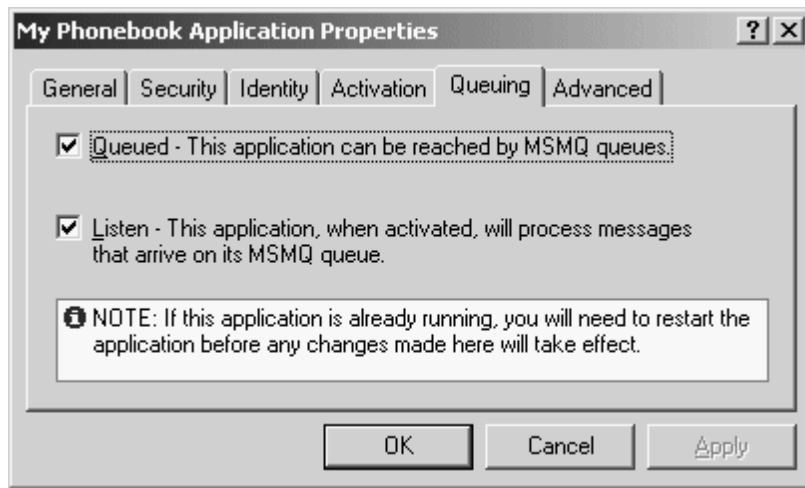 My Phonebook Application Properties ? ×
General Security Identity Activation Queuing Advanced
Queued - This application can be reached by MSMQ queues.
Listen - This application, when activated, will process messages
that arrive on its MSMQ queue.
NOTE: If this application is already running, you will need to restart the
application before any changes made here will take effect.
OK Cancel Apply